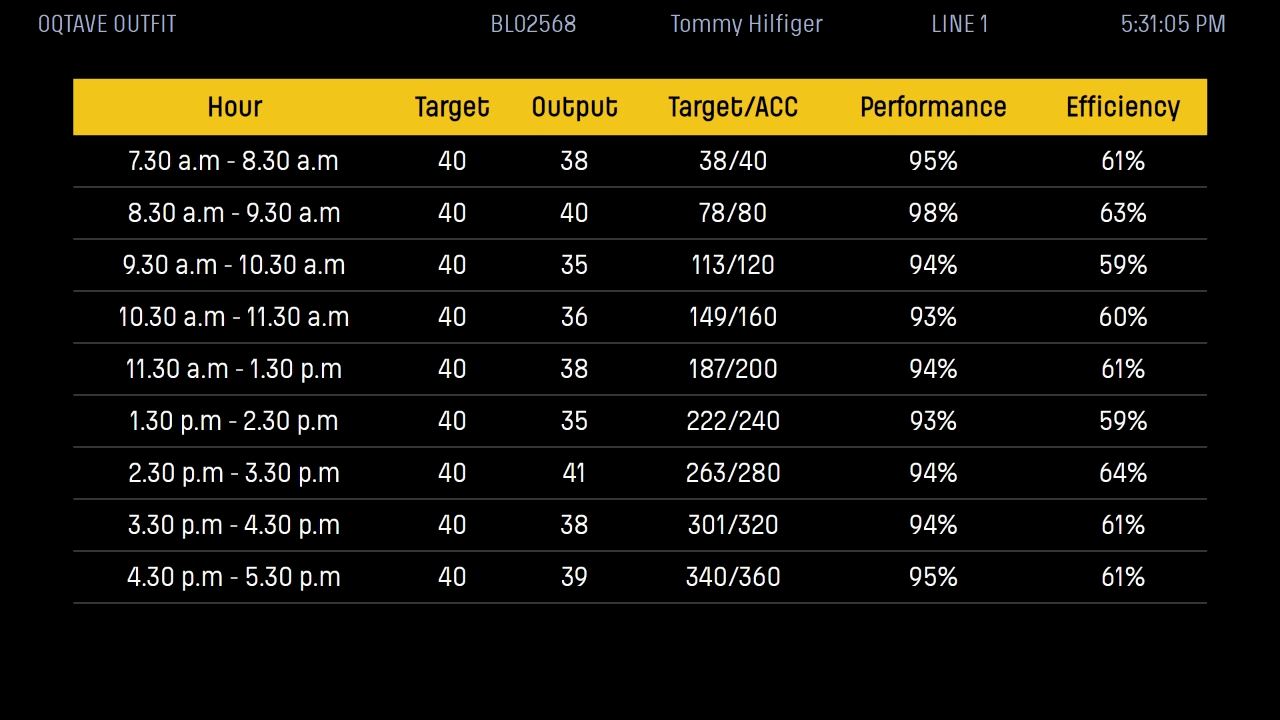 OQTAVE OUTFIT BLO2568 Tommy Hilfiger LINE 1 5:31:05 PM
Hour Target Output Target/ACC Performance Efficiency
7.30 a.m - 8.30 a.m 40 38 38/40 95% 61%
8.30 a.m - 9.30 a.m 40 40 78/80 98% 63%
9.30 a.m - 10.30 a.m 40 35 113/120 94% 59%
10.30 a.m - 11.30 a.m 40 36 149/160 93% 60%
11.30 a.m - 1.30 p.m 40 38 187/200 94% 61%
1.30 p.m - 2.30 p.m 40 35 222/240 93% 59%
2.30 p.m - 3.30 p.m 40 41 263/280 94% 64%
3.30 p.m - 4.30 p.m 40 38 301/320 94% 61%
4.30 p.m - 5.30 p.m 40 39 340/360 95% 61%